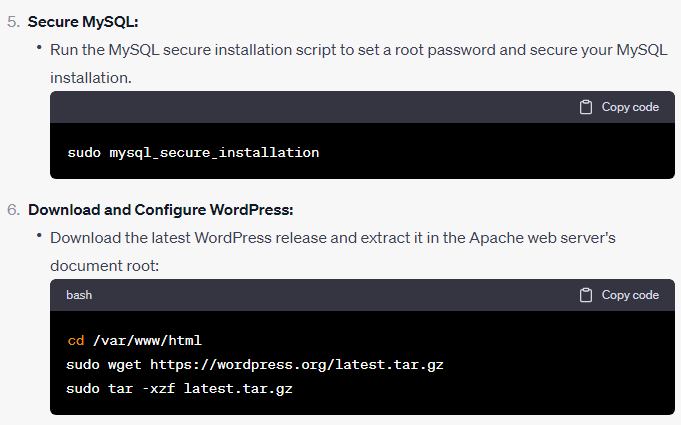 5. Secure MySQL:
• Run the MySQL secure installation script to set a root password and secure your MySQL
installation.
Copy code
sudo mysql_secure_installation
6. Download and Configure WordPress:
• Download the latest WordPress release and extract it in the Apache web server's
document root:
bash Copy code
cd /var/www/html
sudo wget https://wordpress.org/latest.tar.gz
sudo tar -xzf latest.tar.gz